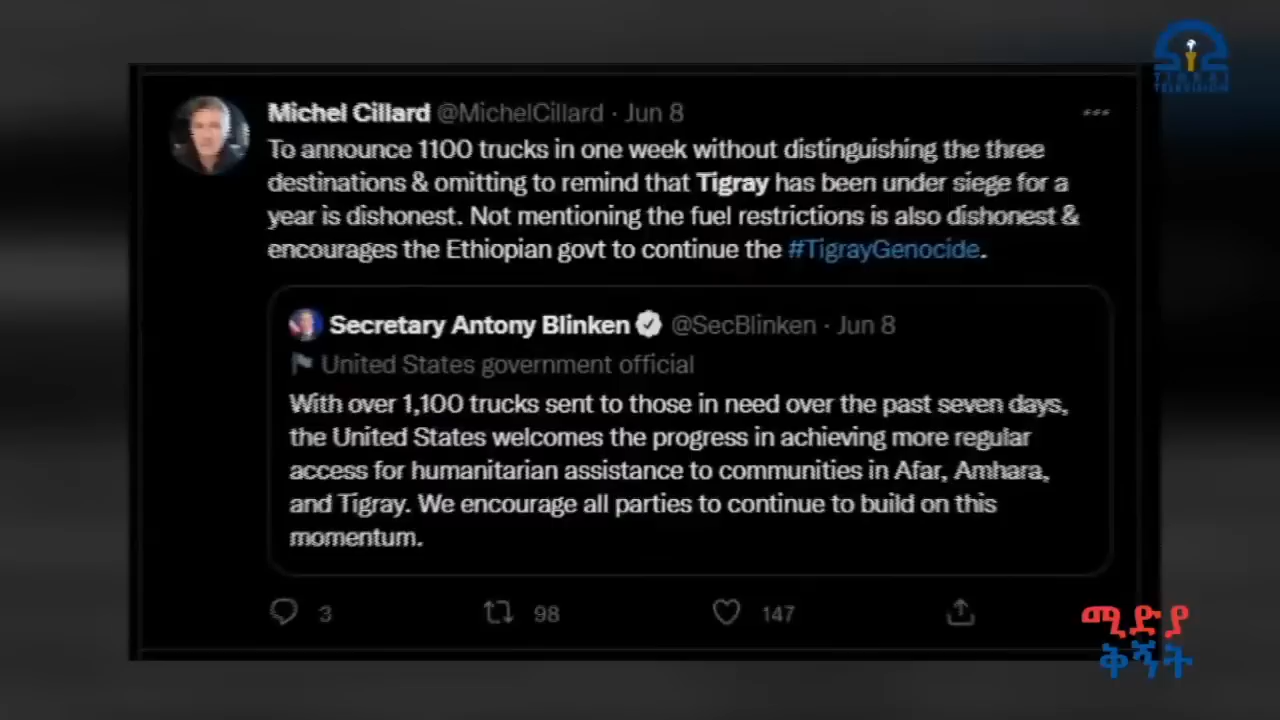 TIGRAI
TELEVISION
Michel Cillard @MichelCillard · Jun 8
To announce 1100 trucks in one week without distinguishing the three
destinations & omitting to remind that Tigray has been under siege for a
year is dishonest. Not mentioning the fuel restrictions is also dishonest &
encourages the Ethiopian govt to continue the #TigrayGenocide.
Secretary Antony Blinken @SecBlinken · Jun 8
United States government official
With over 1,100 trucks sent to those in need over the past seven days,
the United States welcomes the progress in achieving more regular
access for humanitarian assistance to communities in Afar, Amhara,
and Tigray. We encourage all parties to continue to build on this
momentum.
3 98 147
ሚድያ
ቅኝት